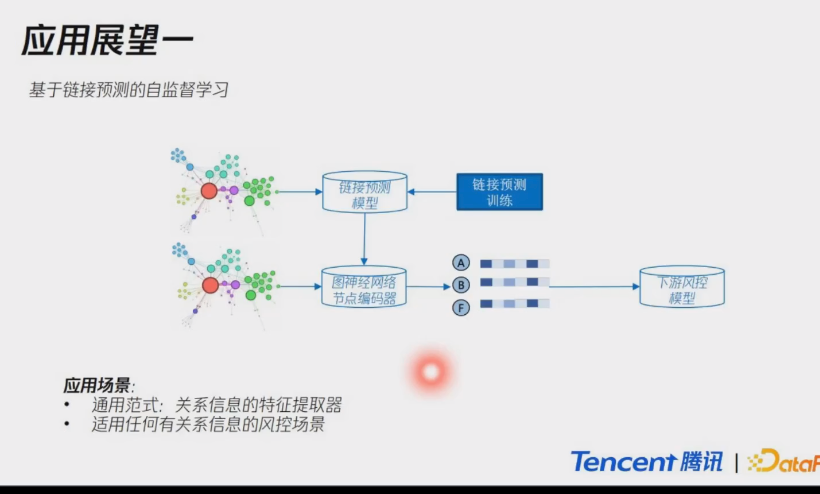 应用展望一
基于链接预测的自监督学习
链接预测
模型
链接预测
训练
图神经网络
节点编码器
A
B
F
下游风控
模型
应用场景:
• 通用范式：关系信息的特征提取器
• 适用任何有关系信息的风控场景
Tencent 腾讯 | DataF